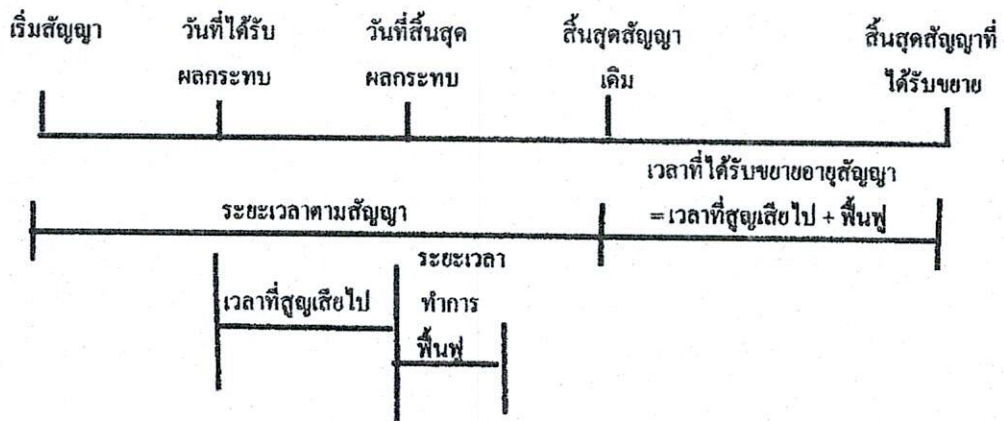 เริ่มสัญญา
วันที่ได้รับ
ผลกระทบ
วันที่สิ้นสุด
ผลกระทบ
สิ้นสุดสัญญา
เดิม
สิ้นสุดสัญญาที่
ได้รับขยาย
เวลาที่ได้รับขยายอายุสัญญา
= เวลาที่สูญเสียไป + ฟื้นฟู
ระยะเวลาตามสัญญา
เวลาที่สูญเสียไป
ระยะเวลา
ทำการ
ฟื้นฟู